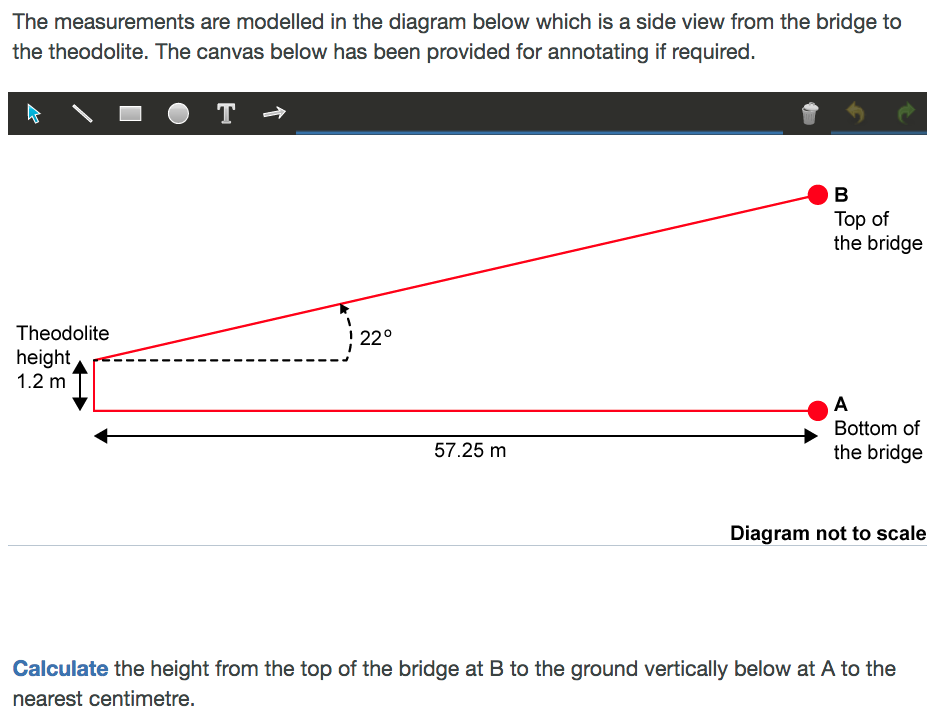 The measurements are modelled in the diagram below which is a side view from the bridge to
the theodolite. The canvas below has been provided for annotating if required.
T
B
Top of
the bridge
Theodolite
height
1.2 m
22°
A
Bottom of
the bridge
57.25 m
Diagram not to scale
Calculate the height from the top of the bridge at B to the ground vertically below at A to the
nearest centimetre.